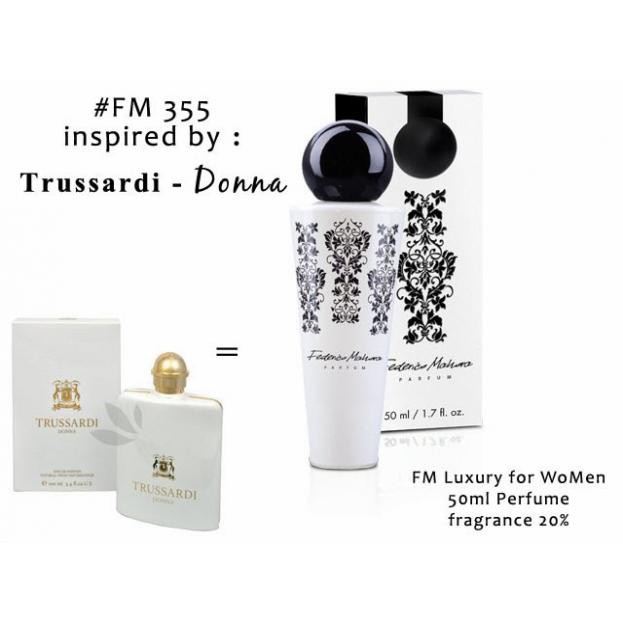 #FM 355
inspired by :
Trussardi - Donna
=
TRUSSARDI
DONNA
TRUSSARDI
DONNA
Federico Mahora
PARFUM
Federico Mahora
PARFUM
50 ml / 1.7 fl. oz.
FM Luxury for WoMen
50ml Perfume
fragrance 20%